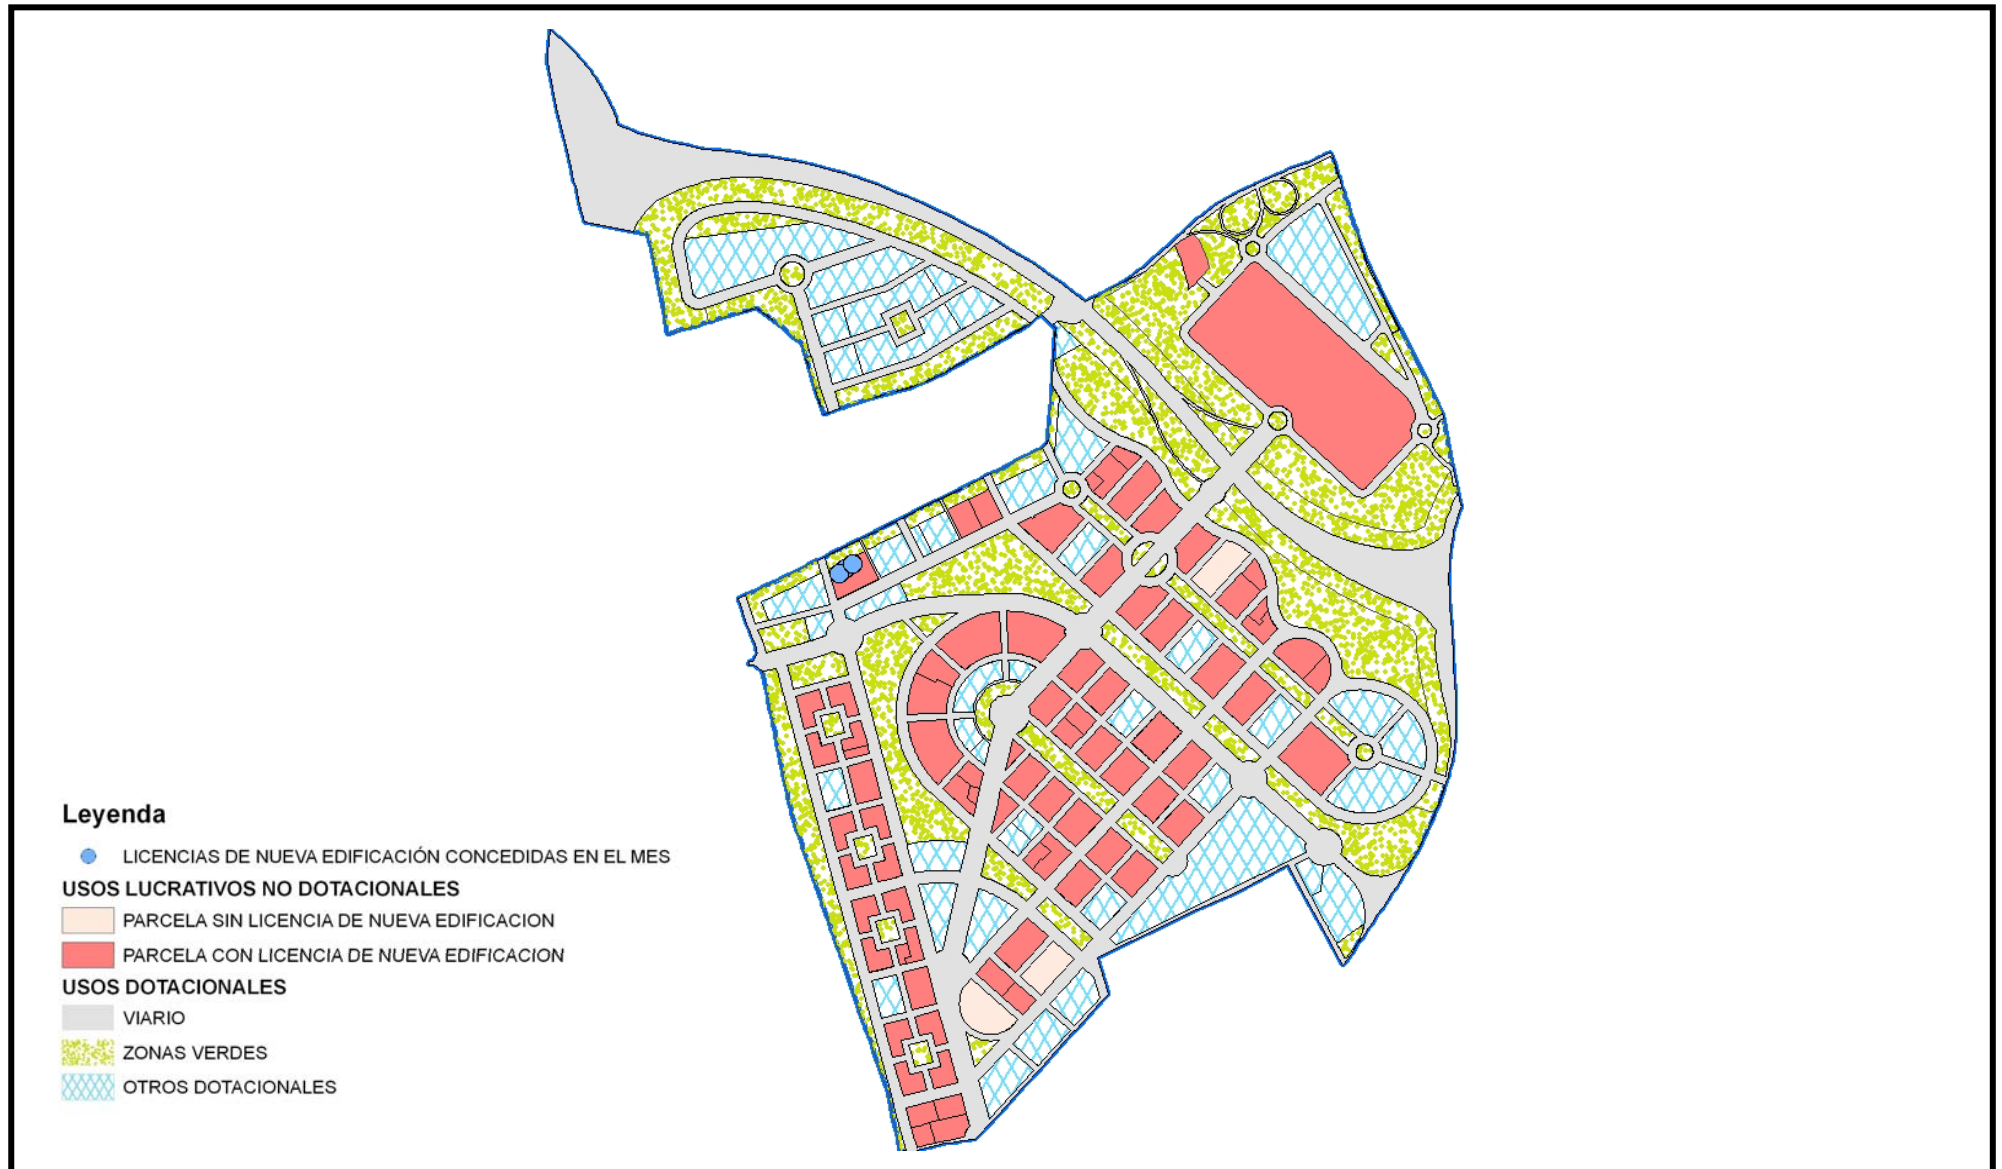 Leyenda
LICENCIAS DE NUEVA EDIFICACIÓN CONCEDIDAS EN EL MES
USOS LUCRATIVOS NO DOTACIONALES
PARCELA SIN LICENCIA DE NUEVA EDIFICACION
PARCELA CON LICENCIA DE NUEVA EDIFICACION
USOS DOTACIONALES
VIARIO
ZONAS VERDES
OTROS DOTACIONALES